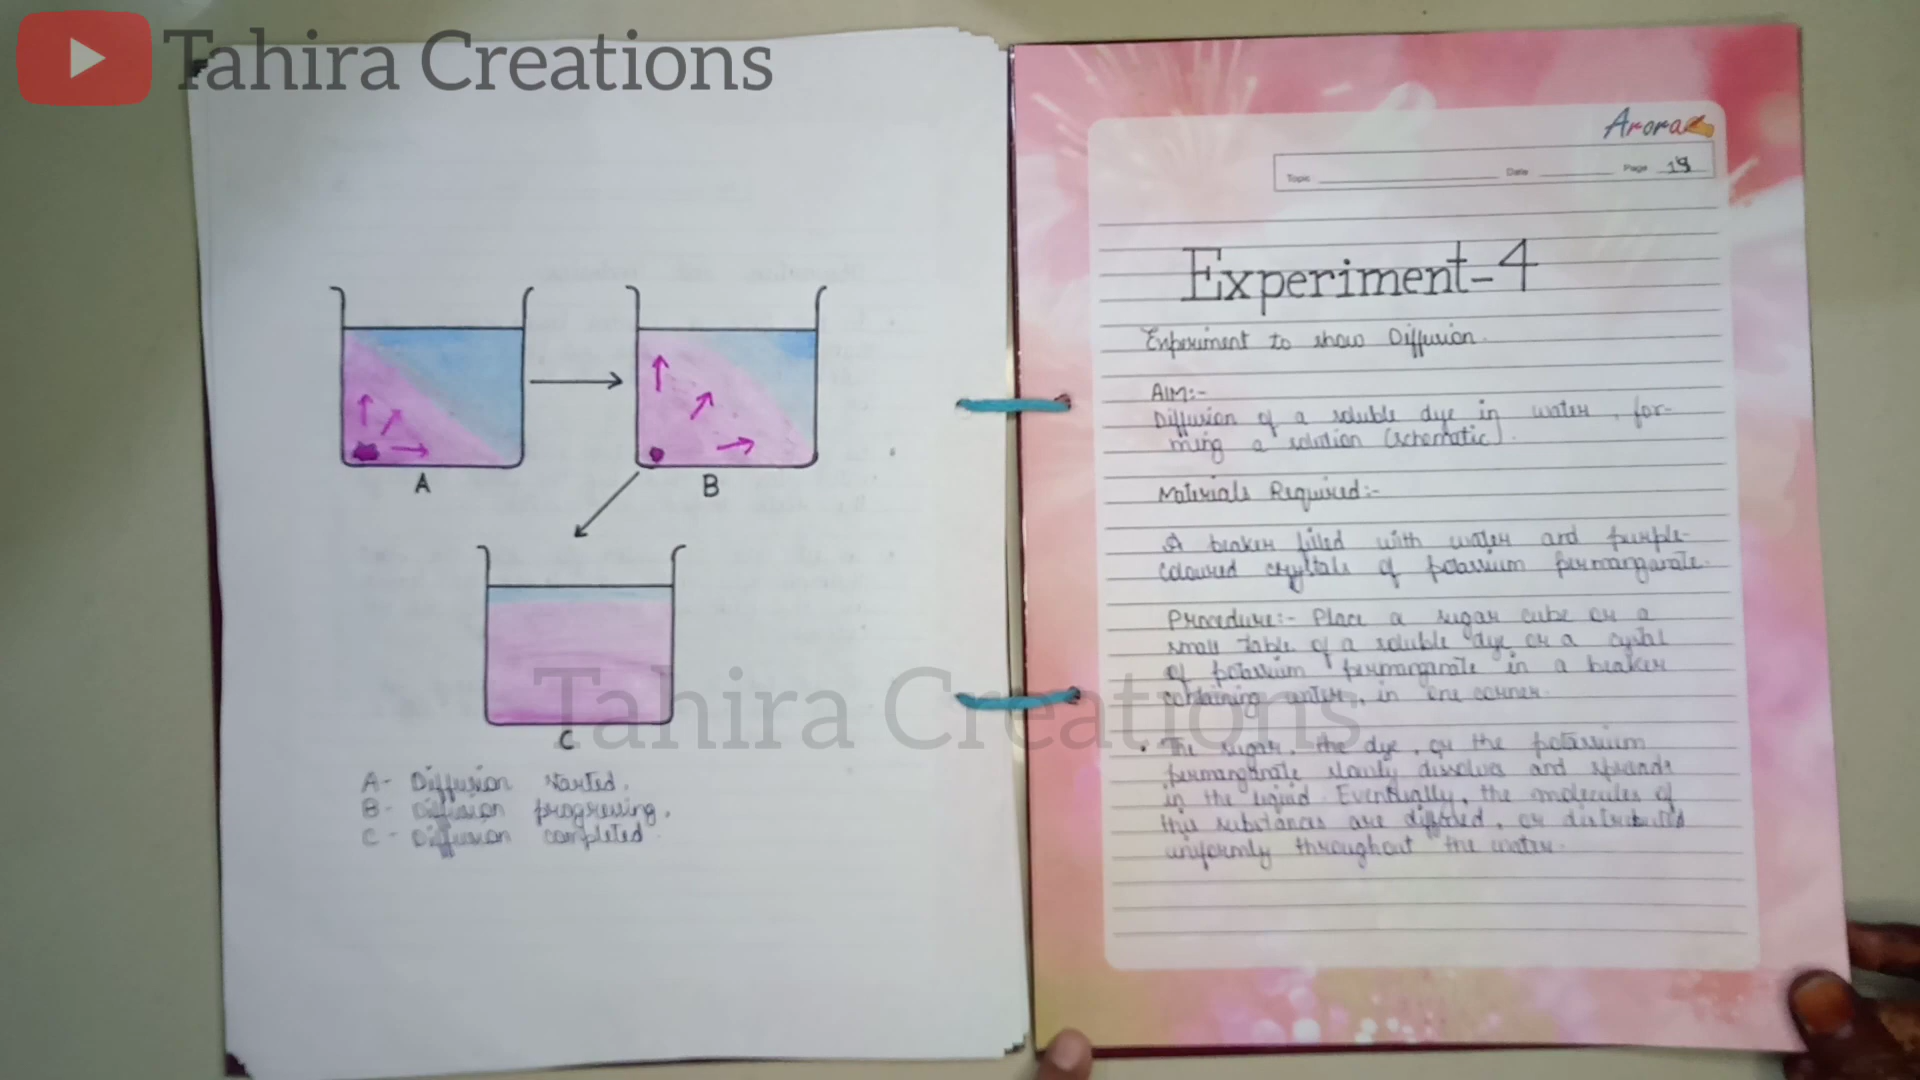 Tahira Creations
A
B
C
A- Diffusion started.
B- Diffusion progressing.
C- Diffusion completed.
Arora
Topic Date Page 19
Experiment-4
Experiment to show Diffusion.
AIM:-
Diffusion of a soluble dye in water, for-
ming a solution (schematic).
Materials Required:-
A beaker filled with water and purple-
coloured crystals of potassium permanganate.
Procedure:- Place a sugar cube or a
small table of a soluble dye or a cystal
of potassium permanganate in a beaker
containing water, in one corner.
• The sugar, the dye, or the potassium
permanganate slowly dissolves and spreads
in the liquid. Eventually, the molecules of
this substances are diffused, or distributed
uniformly throughout the water.
Tahira Creations